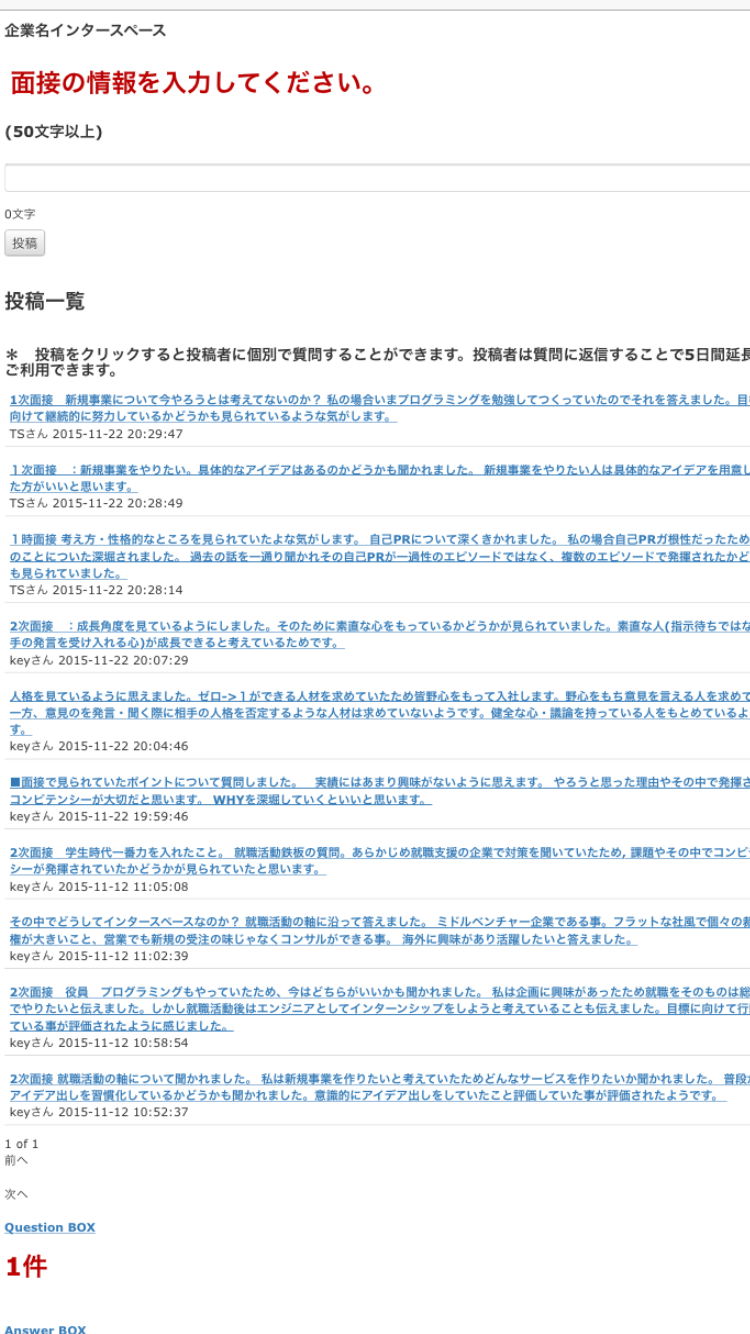 企業名インタースペース
面接の情報を入力してください。
(50文字以上)
0文字
投稿
投稿一覧
＊　投稿をクリックすると投稿者に個別で質問することができます。投稿者は質問に返信することで5日間延長
ご利用できます。
1次面接　新規事業について今やろうとは考えてないのか？ 私の場合いまプログラミングを勉強してつくっていたのでそれを答えました。目
向けて継続的に努力しているかどうかも見られているような気がします。
TSさん 2015-11-22 20:29:47
１次面接　：新規事業をやりたい。具体的なアイデアはあるのかどうかも聞かれました。 新規事業をやりたい人は具体的なアイデアを用意し
た方がいいと思います。
TSさん 2015-11-22 20:28:49
１時面接 考え方・性格的なところを見られていたよな気がします。 自己PRについて深くきかれました。 私の場合自己PRガ根性だったため
のことについた深堀されました。 過去の話を一通り聞かれその自己PRが一過性のエピソードではなく、複数のエピソードで発揮されたかど
も見られていました。
TSさん 2015-11-22 20:28:14
2次面接　：成長角度を見ているようにしました。そのために素直な心をもっているかどうかが見られていました。素直な人(指示待ちではな
手の発言を受け入れる心)が成長できると考えているためです。
keyさん 2015-11-22 20:07:29
人格を見ているように思えました。ゼロ->１ができる人材を求めていたため皆野心をもって入社します。野心をもち意見を言える人を求めて
一方、意見のを発言・聞く際に相手の人格を否定するような人材は求めていないようです。健全な心・議論を持っている人をもとめているよ
す。
keyさん 2015-11-22 20:04:46
■面接で見られていたポイントについて質問しました。　実績にはあまり興味がないように思えます。 やろうと思った理由やその中で発揮さ
コンピテンシーが大切だと思います。 WHYを深堀していくといいと思います。
keyさん 2015-11-22 19:59:46
2次面接　学生時代一番力を入れたこと。 就職活動鉄板の質問。あらかじめ就職支援の企業で対策を聞いていたため, 課題やその中でコンピ
シーが発揮されていたかどうかが見られていたと思います。
keyさん 2015-11-12 11:05:08
その中でどうしてインタースペースなのか？ 就職活動の軸に沿って答えました。 ミドルベンチャー企業である事。フラットな社風で個々の裁
権が大きいこと、営業でも新規の受注の味じゃなくコンサルができる事。 海外に興味があり活躍したいと答えました。
keyさん 2015-11-12 11:02:39
2次面接　役員　プログラミングもやっていたため、今はどちらがいいかも聞かれました。 私は企画に興味があったため就職をそのものは総
でやりたいと伝えました。しかし就職活動後はエンジニアとしてインターンシップをしようと考えていることも伝えました。目標に向けて行
ている事が評価されたように感じました。
keyさん 2015-11-12 10:58:54
2次面接 就職活動の軸について聞かれました。 私は新規事業を作りたいと考えていたためどんなサービスを作りたいか聞かれました。 普段
アイデア出しを習慣化しているかどうかも聞かれました。意識的にアイデア出しをしていたこと評価していた事が評価されたようです。
keyさん 2015-11-12 10:52:37
1 of 1
前へ
次へ
Question BOX
1件
Answer BOX